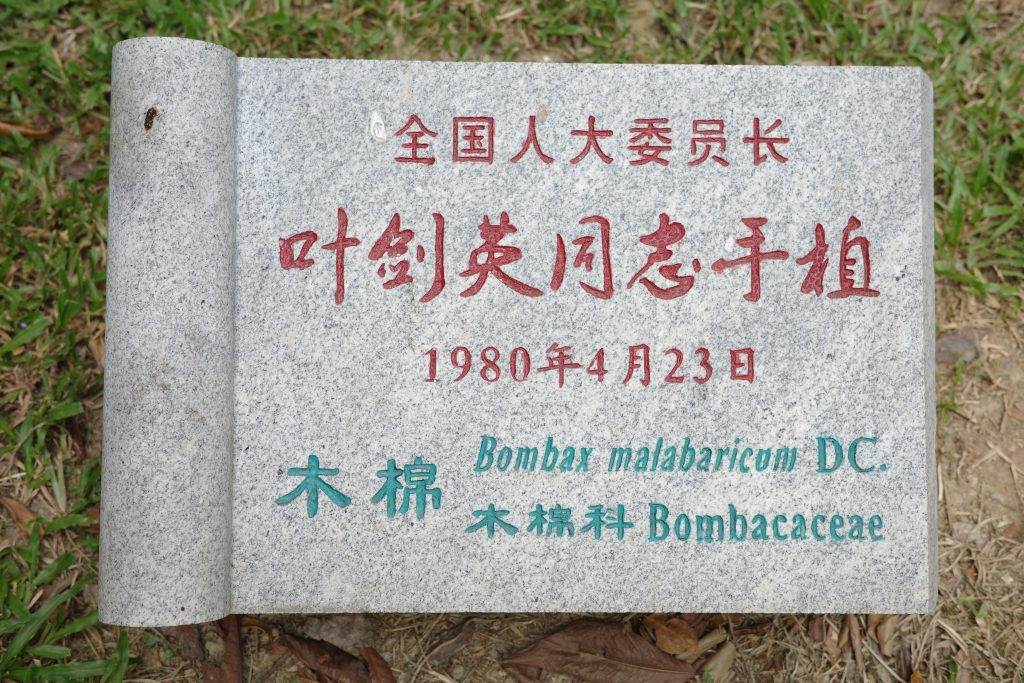 全国人大委员长
叶剑英同志手植
1980年4月23日
木棉
Bombax malabaricum DC.
木棉科 Bombacaceae